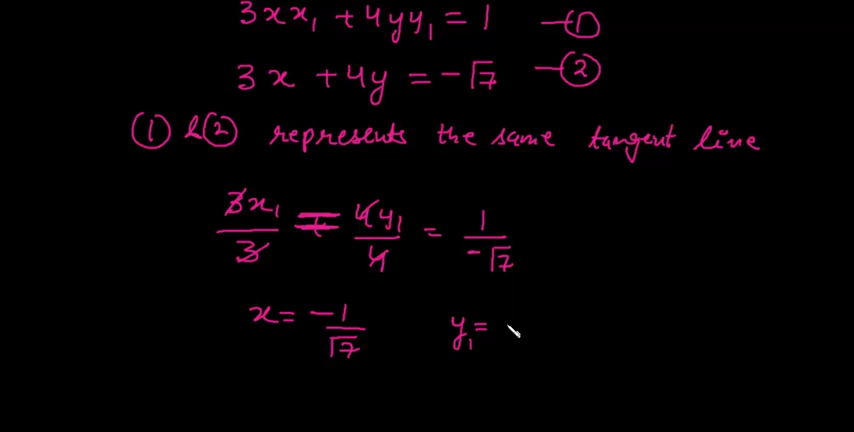 3xx₁ + 4yy₁ = 1 —①
3x + 4y = -√7 —②
① & ② represents the same tangent line
3x₁/3 = 4y₁/4 = 1/-√7
x = -1/√7 y₁ =